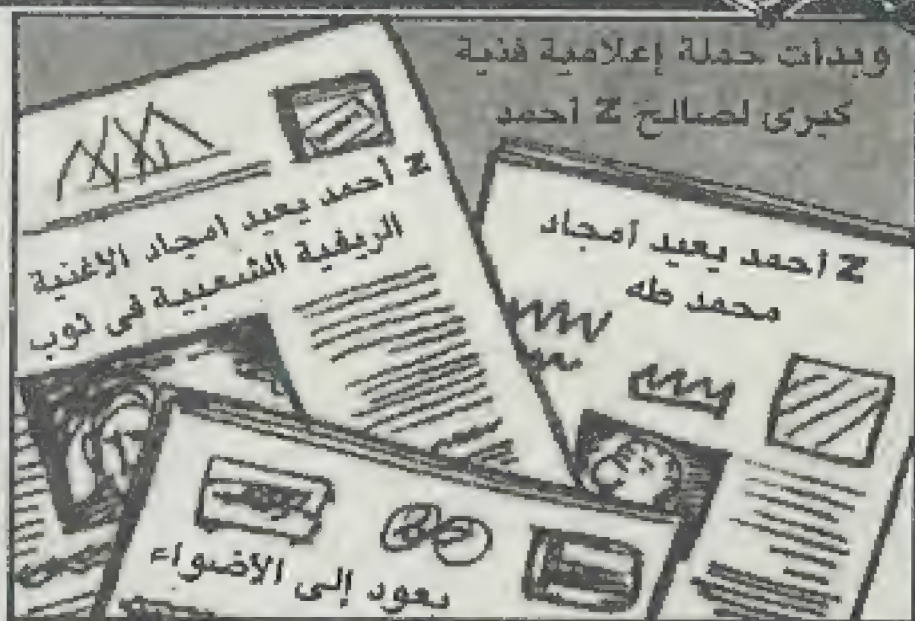 وبدأت حملة إعلامية فنية
كبرى لصالح Z أحمد
Z أحمد يعيد امجاد الاغنية
الريفية الشعبية فى ثوب
Z أحمد يعيد أمجاد
محمد طه
يعود إلى الأضواء